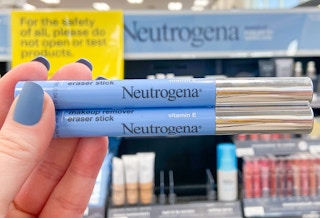 For the safety
of all, please do
not open or test
products.
Neutrogena
eraser stick
Neutrogena®
makeup remover
eraser stick
vitamin E
Neutrogena®